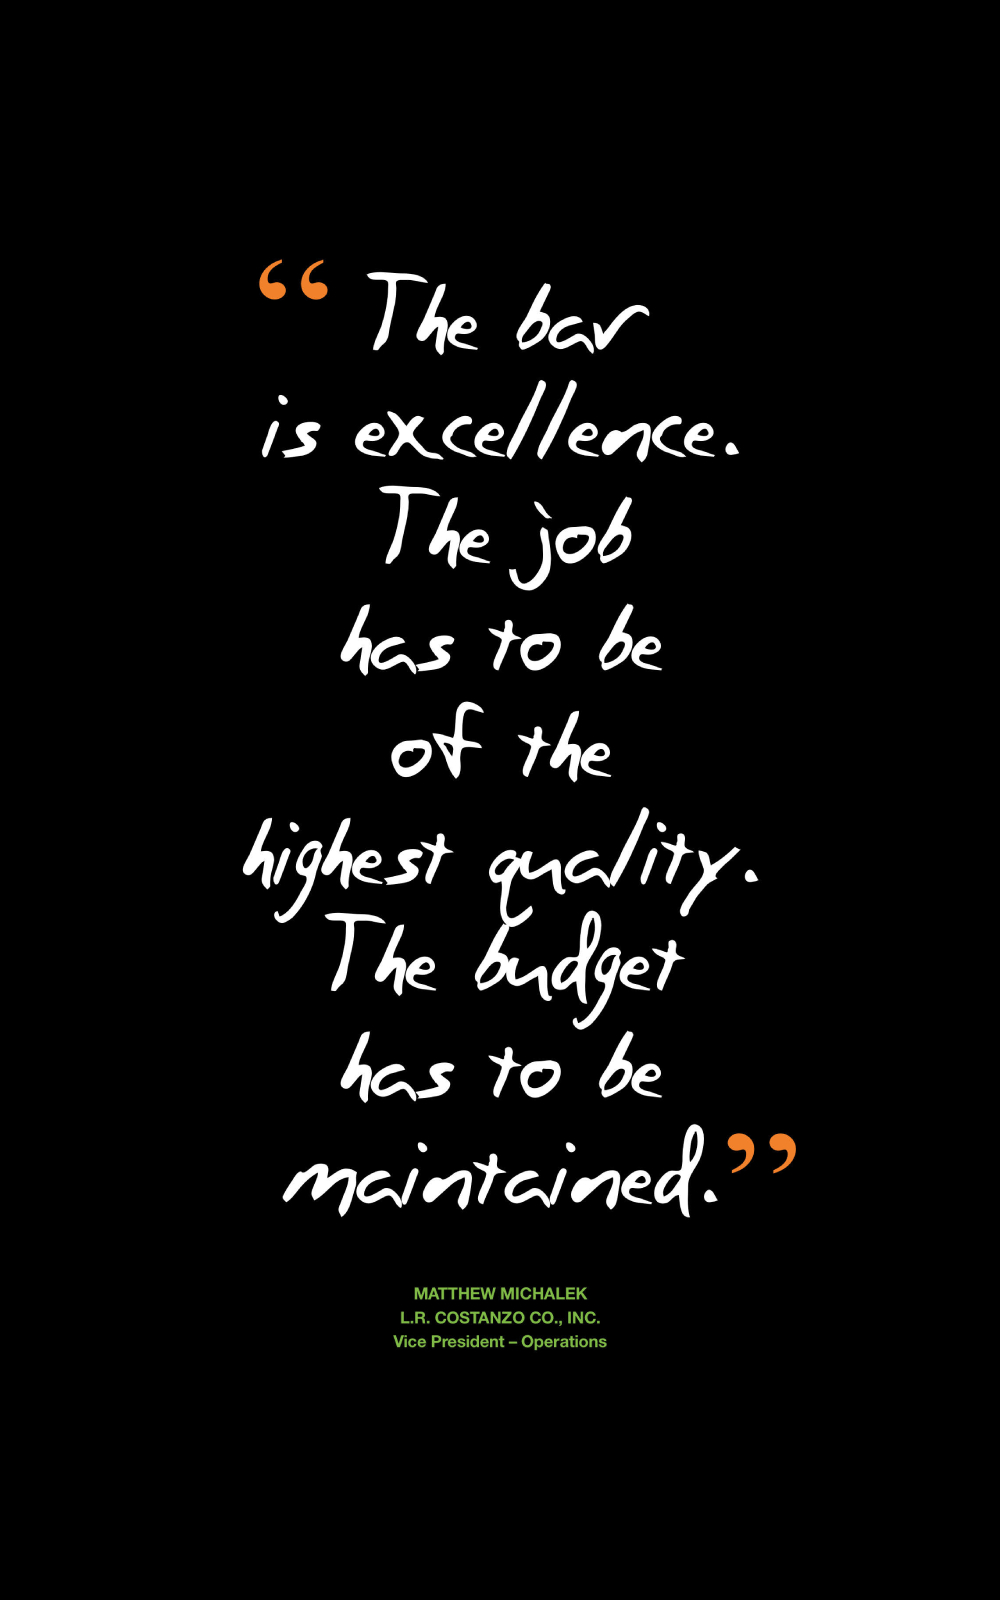 “ The bar
is excellence.
The job
has to be
of the
highest quality.
The budget
has to be
maintained.”
MATTHEW MICHALEK
L.R. COSTANZO CO., INC.
Vice President – Operations